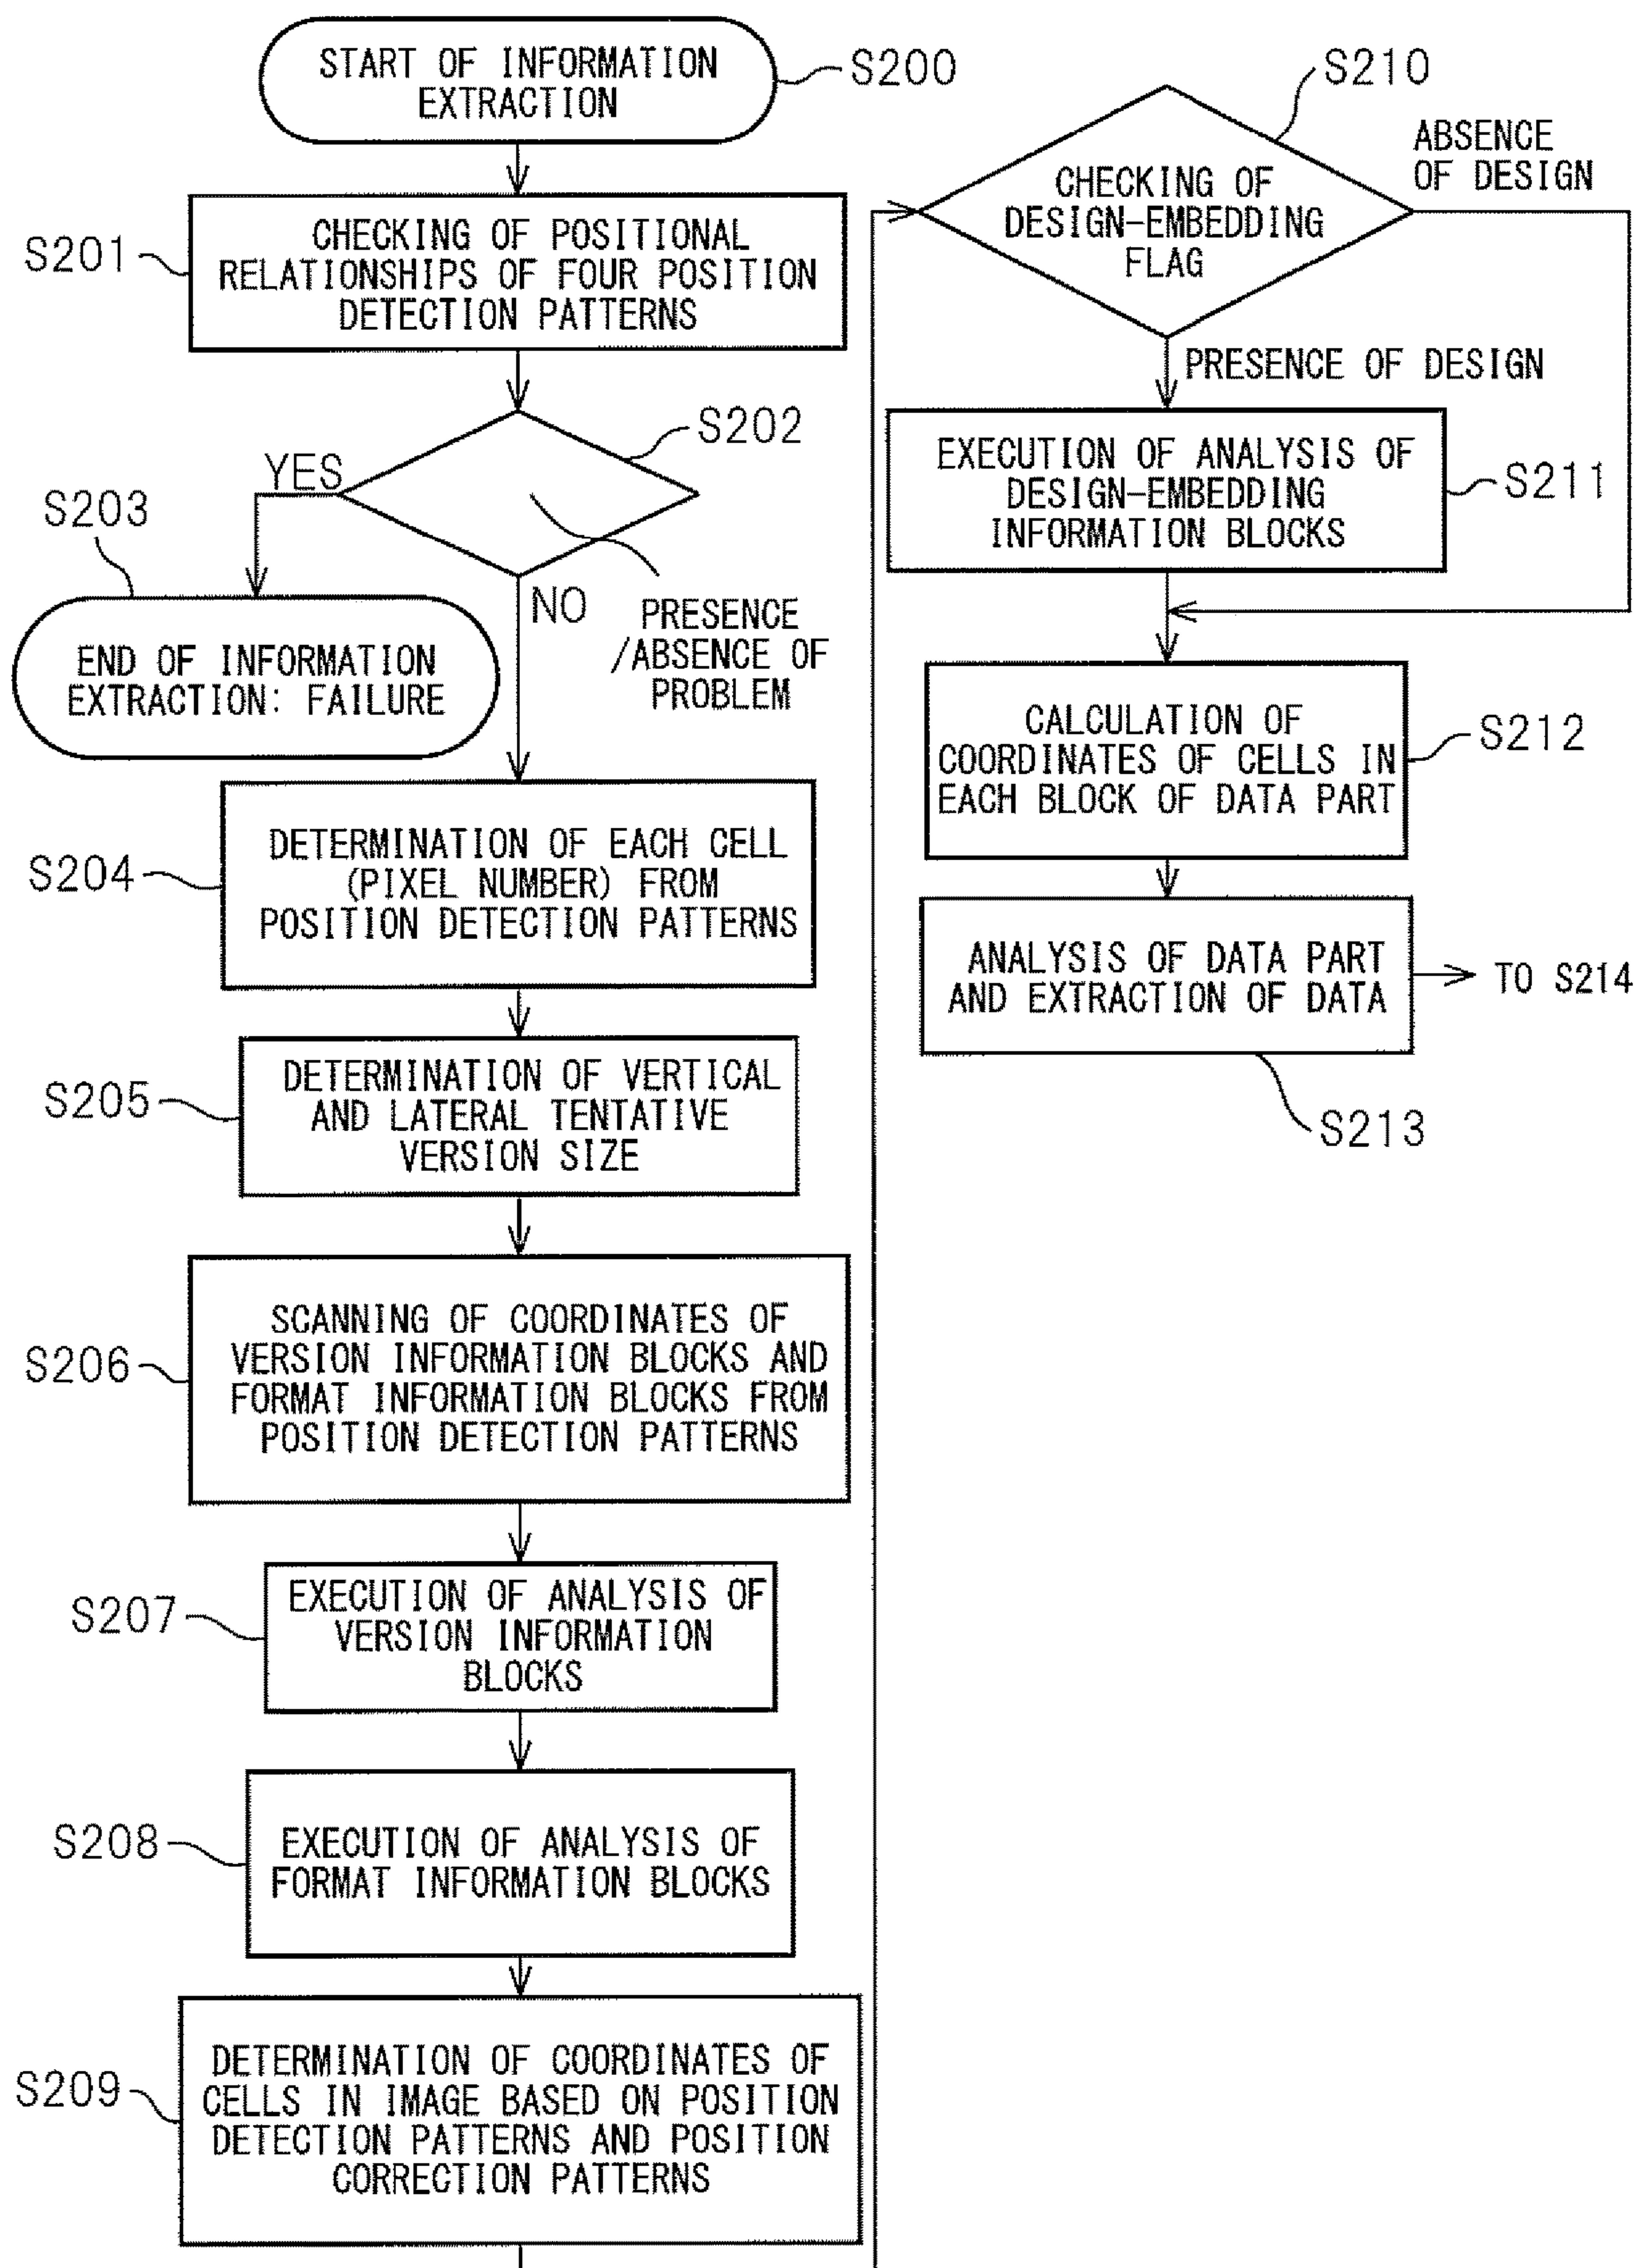 START OF INFORMATION
EXTRACTION
S200
CHECKING OF POSITIONAL
RELATIONSHIPS OF FOUR POSITION
DETECTION PATTERNS
S201
S202
YES
NO
PRESENCE
/ABSENCE OF
PROBLEM
S203
END OF INFORMATION
EXTRACTION: FAILURE
S204
DETERMINATION OF EACH CELL
(PIXEL NUMBER) FROM
POSITION DETECTION PATTERNS
S205
DETERMINATION OF VERTICAL
AND LATERAL TENTATIVE
VERSION SIZE
S206
SCANNING OF COORDINATES OF
VERSION INFORMATION BLOCKS AND
FORMAT INFORMATION BLOCKS FROM
POSITION DETECTION PATTERNS
S207
EXECUTION OF ANALYSIS OF
VERSION INFORMATION
BLOCKS
S208
EXECUTION OF ANALYSIS OF
FORMAT INFORMATION BLOCKS
S209
DETERMINATION OF COORDINATES OF
CELLS IN IMAGE BASED ON POSITION
DETECTION PATTERNS AND POSITION
CORRECTION PATTERNS
S210
CHECKING OF
DESIGN-EMBEDDING
FLAG
ABSENCE
OF DESIGN
PRESENCE OF DESIGN
EXECUTION OF ANALYSIS OF
DESIGN-EMBEDDING
INFORMATION BLOCKS
S211
CALCULATION OF
COORDINATES OF CELLS IN
EACH BLOCK OF DATA PART
S212
ANALYSIS OF DATA PART
AND EXTRACTION OF DATA
TO S214
S213